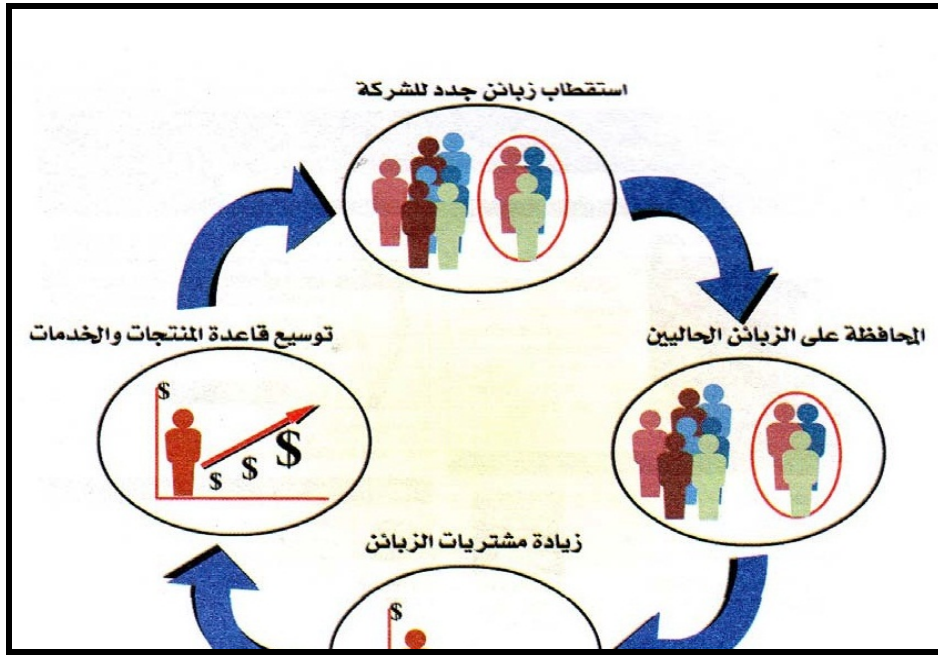 استقطاب زبائن جدد للشركة
المحافظة على الزبائن الحاليين
توسيع قاعدة المنتجات والخدمات
$
$ $ $
زيادة مشتريات الزبائن
$